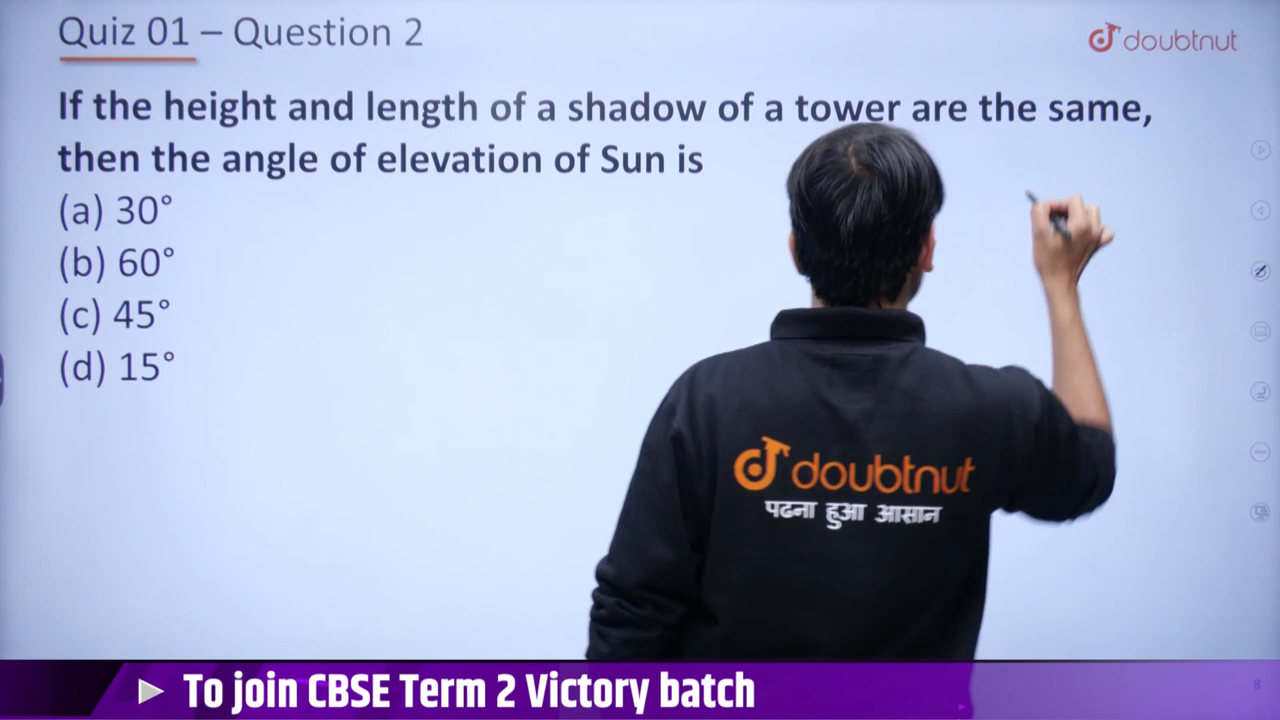 Quiz 01 – Question 2
doubtnut
If the height and length of a shadow of a tower are the same,
then the angle of elevation of Sun is
(a) 30°
(b) 60°
(c) 45°
(d) 15°
doubtnut
पढना हुआ आसान
To join CBSE Term 2 Victory batch
8